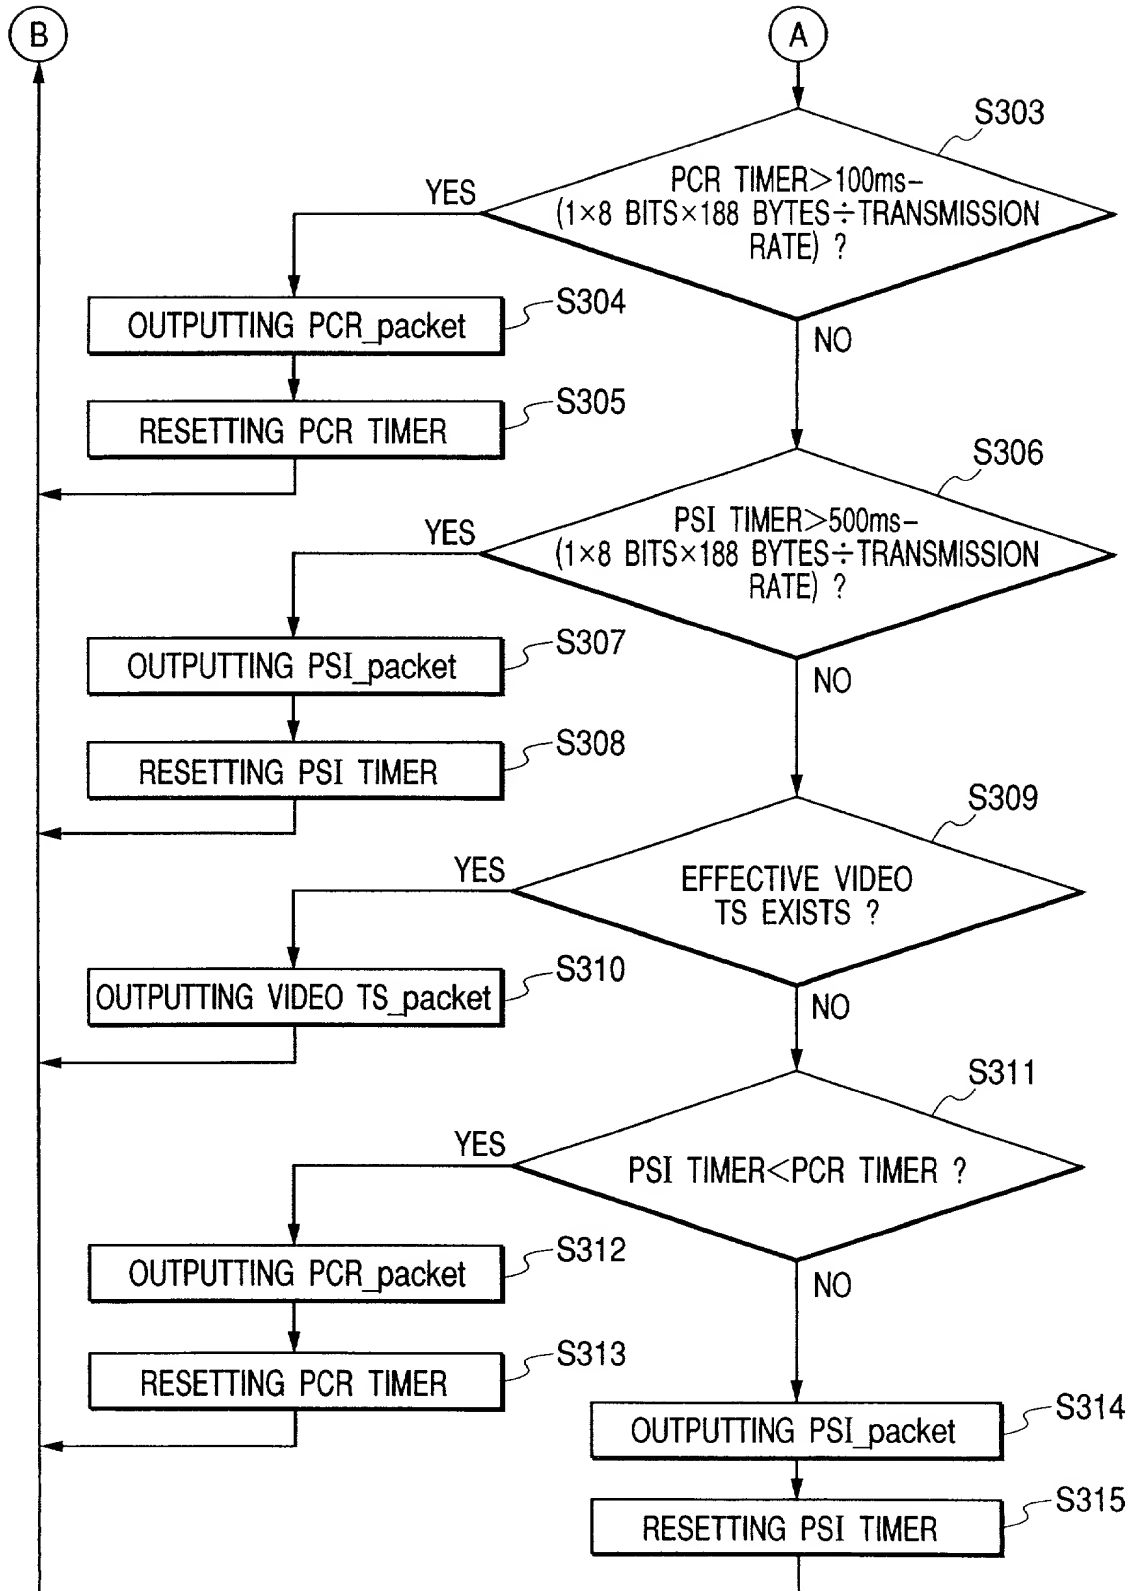 B
A
S303
PCR TIMER>100ms-
(1×8 BITS×188 BYTES÷TRANSMISSION
RATE) ?
YES
NO
S304
OUTPUTTING PCR_packet
S305
RESETTING PCR TIMER
S306
PSI TIMER>500ms-
(1×8 BITS×188 BYTES÷TRANSMISSION
RATE) ?
YES
NO
S307
OUTPUTTING PSI_packet
S308
RESETTING PSI TIMER
S309
EFFECTIVE VIDEO
TS EXISTS ?
YES
NO
S310
OUTPUTTING VIDEO TS_packet
S311
PSI TIMER<PCR TIMER ?
YES
NO
S312
OUTPUTTING PCR_packet
S313
RESETTING PCR TIMER
S314
OUTPUTTING PSI_packet
S315
RESETTING PSI TIMER